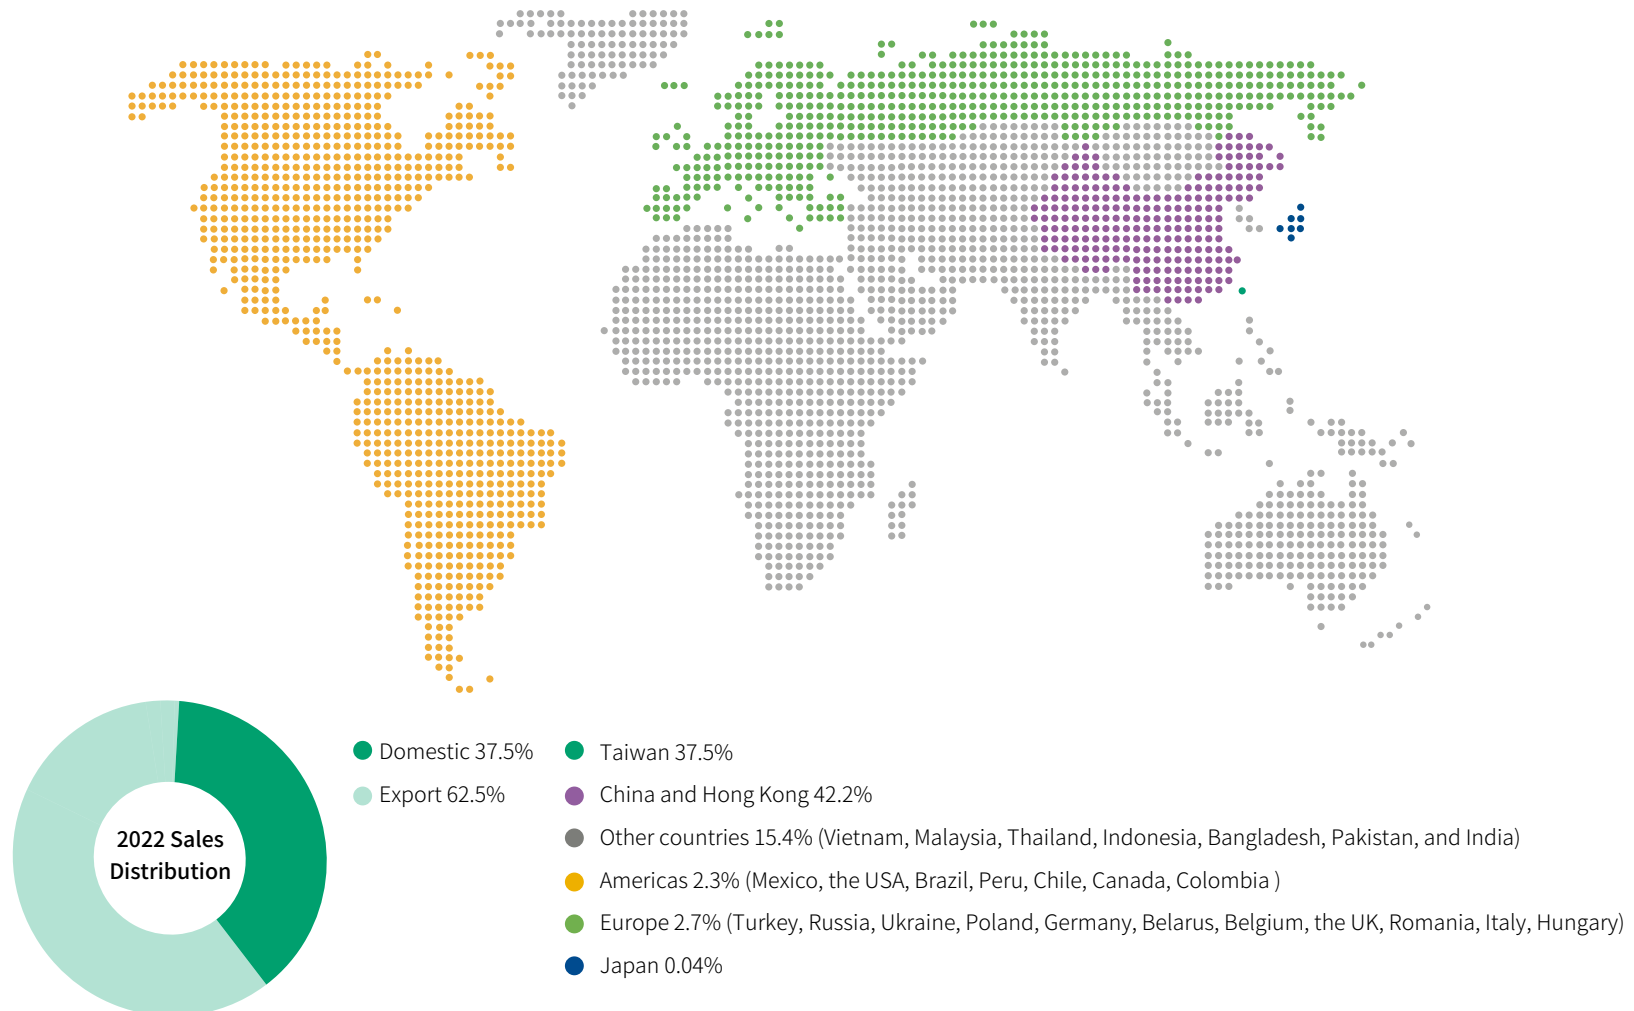 2022 Sales
Distribution
Domestic 37.5%
Export 62.5%
Taiwan 37.5%
China and Hong Kong 42.2%
Other countries 15.4% (Vietnam, Malaysia, Thailand, Indonesia, Bangladesh, Pakistan, and India)
Americas 2.3% (Mexico, the USA, Brazil, Peru, Chile, Canada, Colombia )
Europe 2.7% (Turkey, Russia, Ukraine, Poland, Germany, Belarus, Belgium, the UK, Romania, Italy, Hungary)
Japan 0.04%